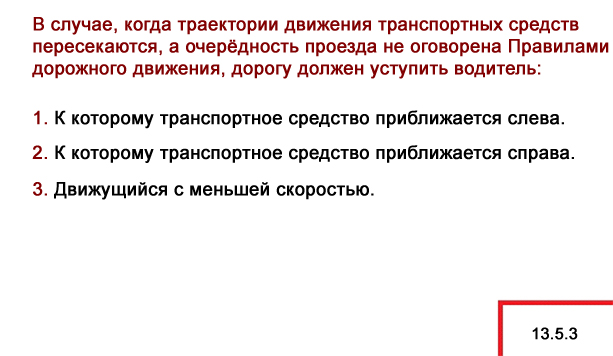 В случае, когда траектории движения транспортных средств
пересекаются, а очерёдность проезда не оговорена Правилами
дорожного движения, дорогу должен уступить водитель:
1. К которому транспортное средство приближается слева.
2. К которому транспортное средство приближается справа.
3. Движущийся с меньшей скоростью.
13.5.3